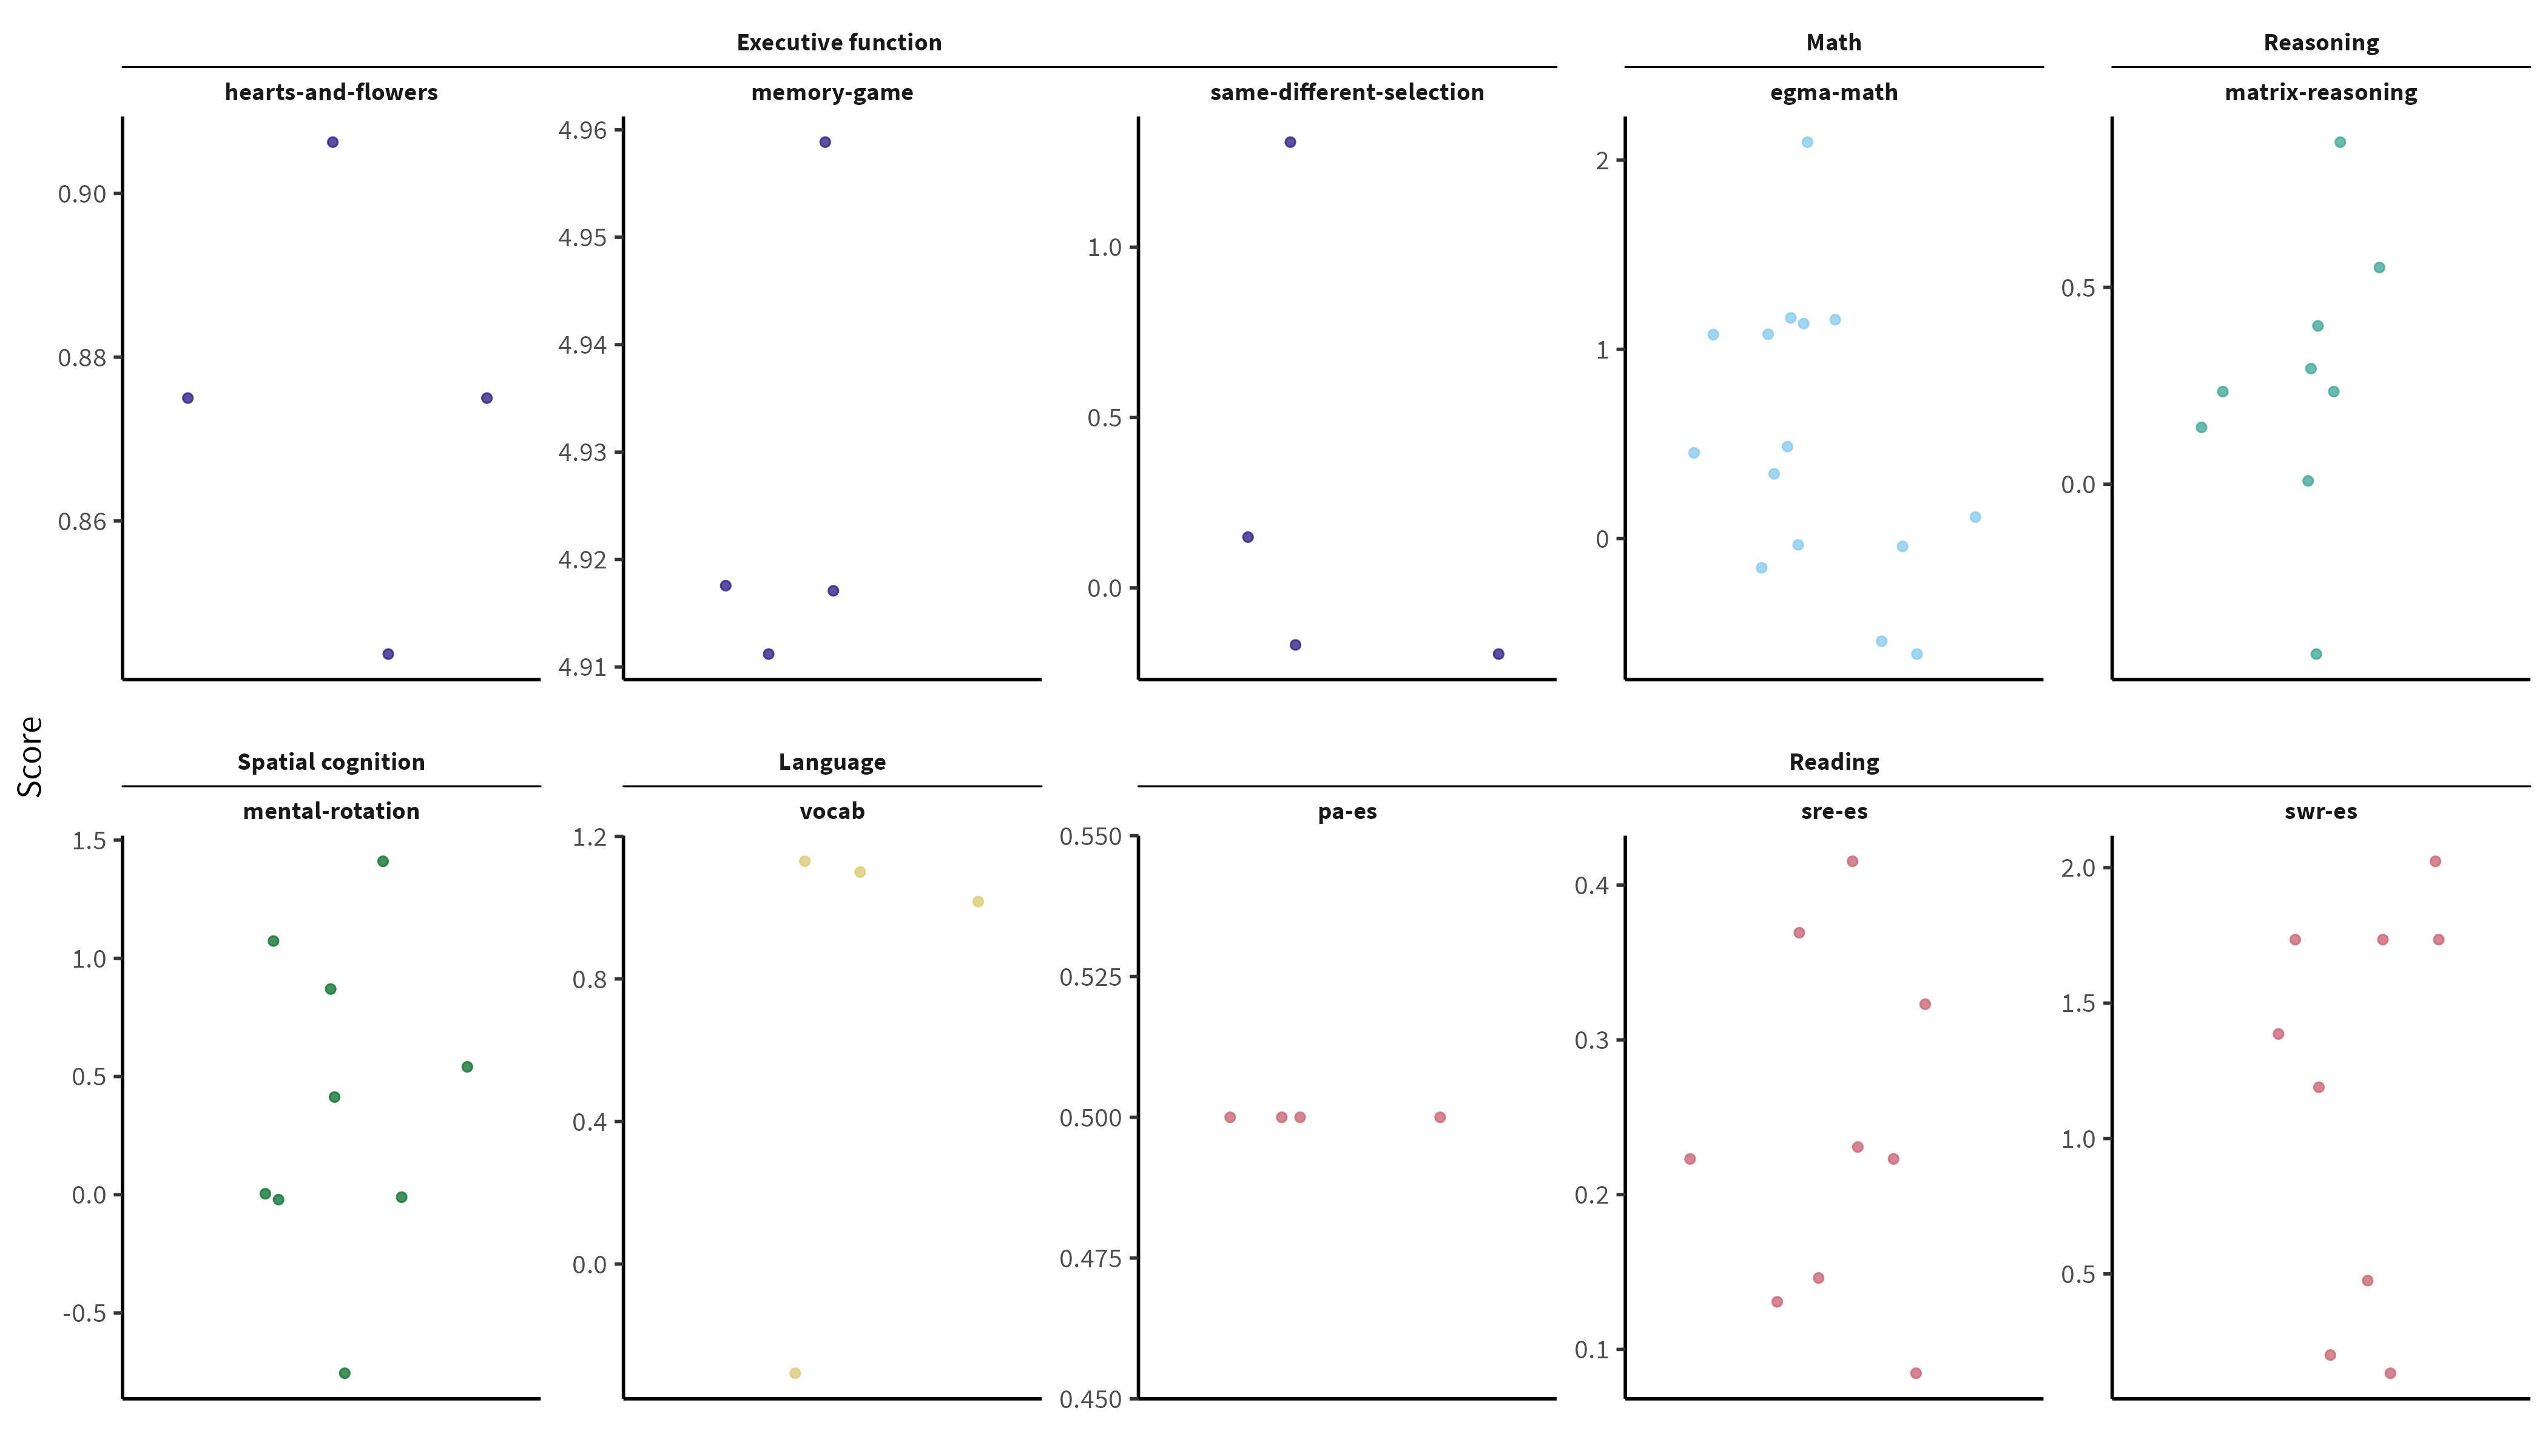 Executive function
Math
Reasoning
hearts-and-flowers
memory-game
same-different-selection
egma-math
matrix-reasoning
0.90
0.88
0.86
4.96
4.95
4.94
4.93
4.92
4.91
1.0
0.5
0.0
2
1
0
0.5
0.0
Score
Spatial cognition
Language
Reading
mental-rotation
vocab
pa-es
sre-es
swr-es
1.5
1.0
0.5
0.0
-0.5
1.2
0.8
0.4
0.0
0.550
0.525
0.500
0.475
0.450
0.4
0.3
0.2
0.1
2.0
1.5
1.0
0.5